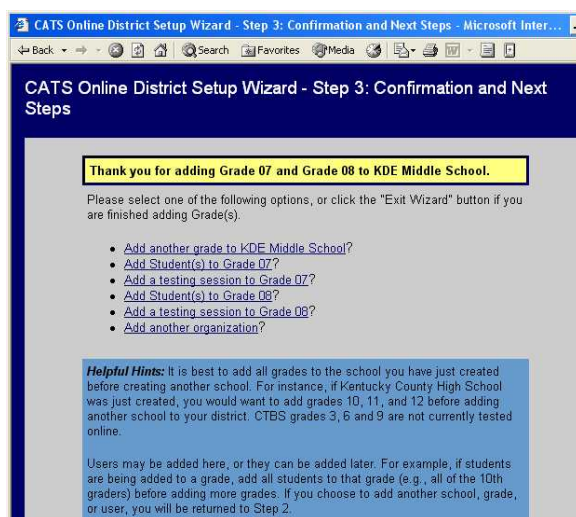 CATS Online District Setup Wizard - Step 3: Confirmation and Next Steps - Microsoft Inter...
Back Search Favorites Media
CATS Online District Setup Wizard - Step 3: Confirmation and Next
Steps
Thank you for adding Grade 07 and Grade 08 to KDE Middle School.
Please select one of the following options, or click the "Exit Wizard" button if you
are finished adding Grade(s).
Add another grade to KDE Middle School?
Add Student(s) to Grade 07?
Add a testing session to Grade 07?
Add Student(s) to Grade 08?
Add a testing session to Grade 08?
Add another organization?
Helpful Hints: It is best to add all grades to the school you have just created
before creating another school. For instance, if Kentucky County High School
was just created, you would want to add grades 10, 11, and 12 before adding
another school to your district. CTBS grades 3, 6 and 9 are not currently tested
online.
Users may be added here, or they can be added later. For example, if students
are being added to a grade, add all students to that grade (e.g., all of the 10th
graders) before adding more grades. If you choose to add another school, grade,
or user, you will be returned to Step 2.